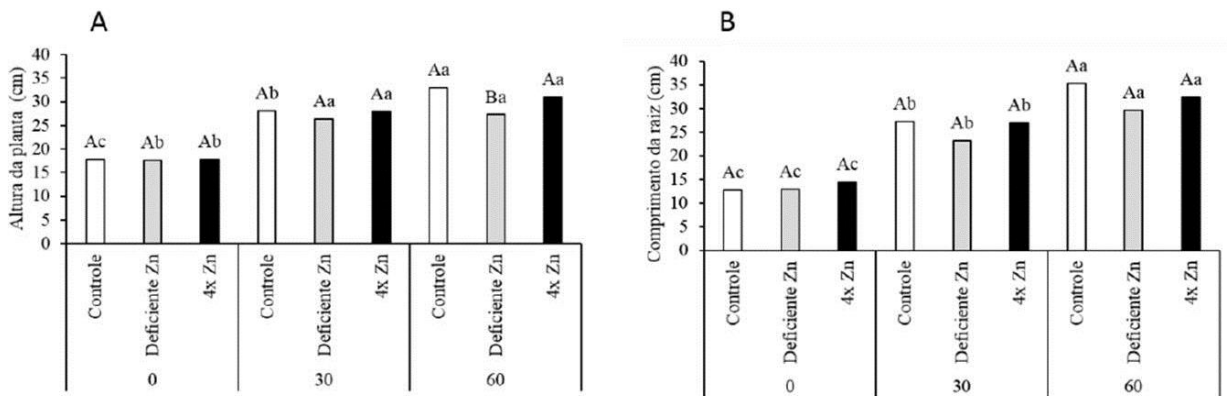 A
Altura da planta (cm)
40
35
30
25
20
15
10
5
0
Ac
Ab
Ab
Ab
Aa
Aa
Aa
Ba
Aa
Controle
Deficiente Zn
4x Zn
Controle
Deficiente Zn
4x Zn
Controle
Deficiente Zn
4x Zn
0
30
60
B
Comprimento da raiz (cm)
40
35
30
25
20
15
10
5
0
Ac
Ac
Ac
Ab
Ab
Ab
Aa
Aa
Aa
Controle
Deficiente Zn
4x Zn
Controle
Deficiente Zn
4x Zn
Controle
Deficiente Zn
4x Zn
0
30
60